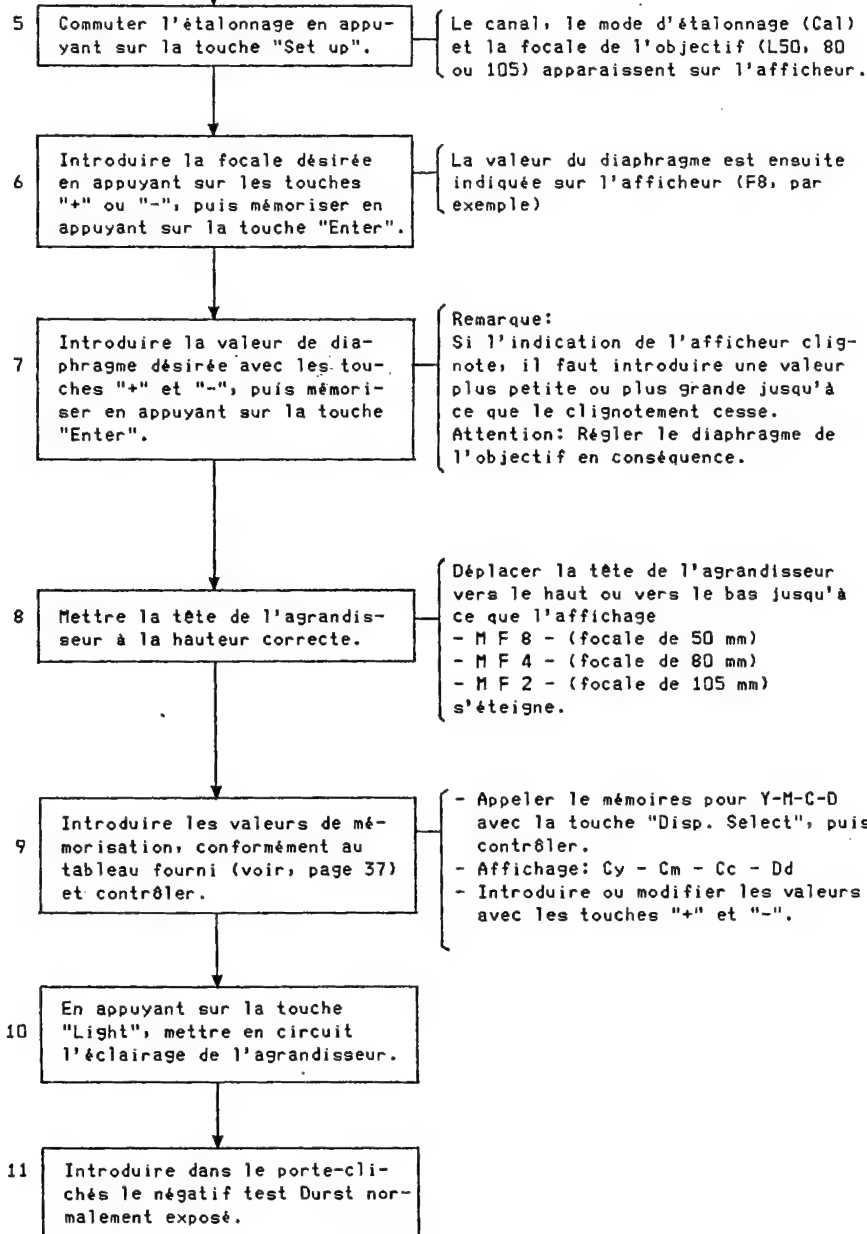 5
Commuter l'étalonnage en appu-
yant sur la touche "Set up".
Le canal, le mode d'étalonnage (Cal)
et la focale de l'objectif (L50, 80
ou 105) apparaissent sur l'afficheur.
6
Introduire la focale désirée
en appuyant sur les touches
"+" ou "-", puis mémoriser en
appuyant sur la touche "Enter".
La valeur du diaphragme est ensuite
indiquée sur l'afficheur (F8, par
exemple)
7
Introduire la valeur de dia-
phragme désirée avec les tou-
ches "+" et "-", puis mémori-
ser en appuyant sur la touche
"Enter".
Remarque:
Si l'indication de l'afficheur clig-
note, il faut introduire une valeur
plus petite ou plus grande jusqu'à
ce que le clignotement cesse.
Attention: Régler le diaphragme de
l'objectif en conséquence.
8
Mettre la tête de l'agrandis-
seur à la hauteur correcte.
Déplacer la tête de l'agrandisseur
vers le haut ou vers le bas jusqu'à
ce que l'affichage
- M F 8 - (focale de 50 mm)
- M F 4 - (focale de 80 mm)
- M F 2 - (focale de 105 mm)
s'éteigne.
9
Introduire les valeurs de mé-
morisation, conformément au
tableau fourni (voir, page 37)
et contrôler.
- Appeler le mémoires pour Y-M-C-D
avec la touche "Disp. Select", puis
contrôler.
- Affichage: Cy - Cm - Cc - Dd
- Introduire ou modifier les valeurs
avec les touches "+" et "-".
10
En appuyant sur la touche
"Light", mettre en circuit
l'éclairage de l'agrandisseur.
11
Introduire dans le porte-cli-
chés le négatif test Durst nor-
malement exposé.